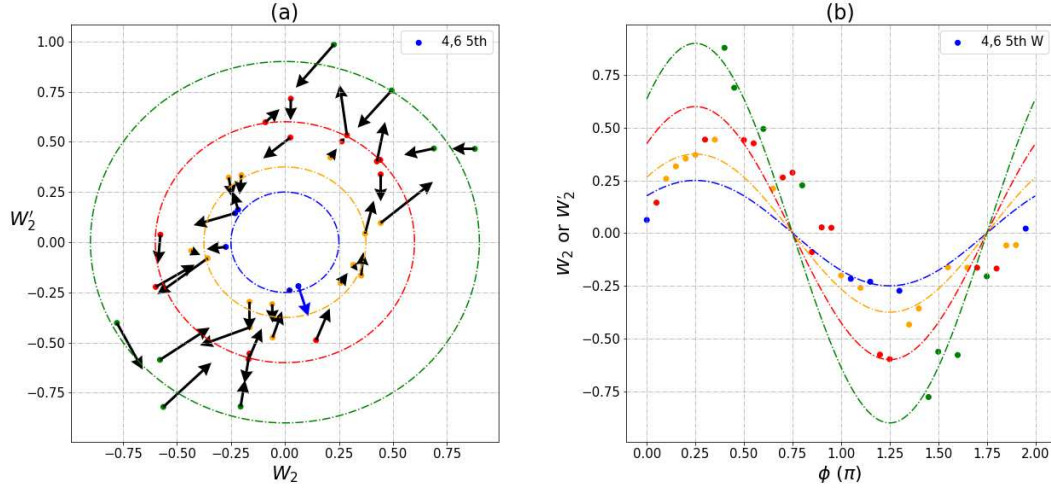 (a)
4,6 5th
1.00
0.75
0.50
0.25
0.00
−0.25
−0.50
−0.75
W₂′
−0.75 −0.50 −0.25 0.00 0.25 0.50 0.75
W₂
(b)
4,6 5th W
0.75
0.50
0.25
0.00
−0.25
−0.50
−0.75
W₂ or W₂′
0.00 0.25 0.50 0.75 1.00 1.25 1.50 1.75 2.00
ϕ (π)